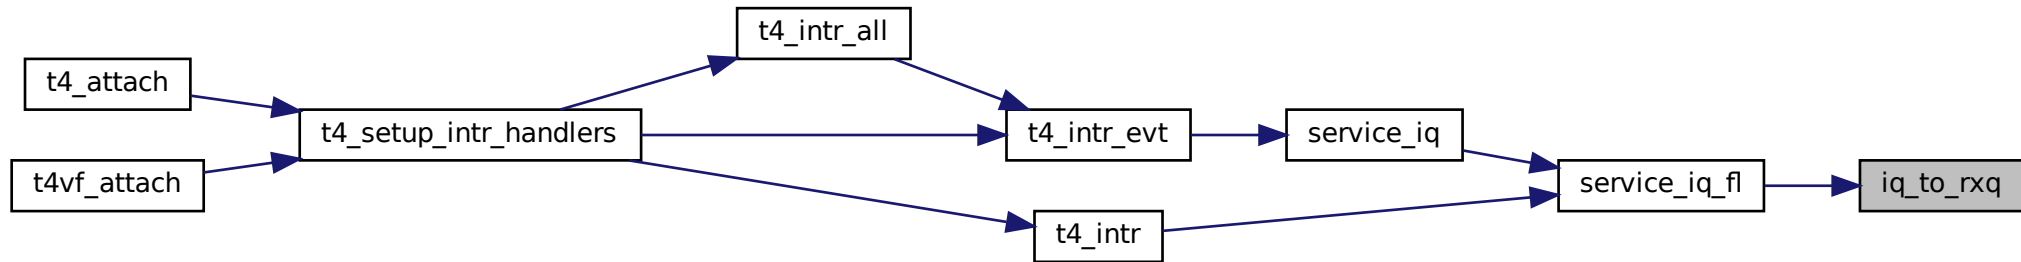 t4_intr_all
t4_attach
t4_setup_intr_handlers
t4_intr_evt
service_iq
t4vf_attach
service_iq_fl
iq_to_rxq
t4_intr